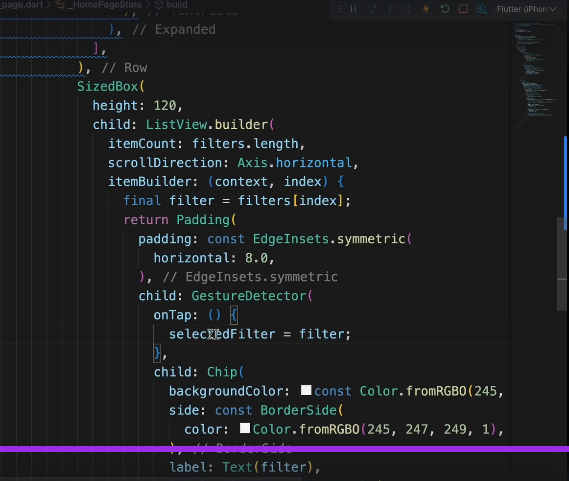 _page.dart > _HomePageState > build
Flutter (iPhon
), // TextField
), // Expanded
],
), // Row
SizedBox(
height: 120,
child: ListView.builder(
itemCount: filters.length,
scrollDirection: Axis.horizontal,
itemBuilder: (context, index) {
final filter = filters[index];
return Padding(
padding: const EdgeInsets.symmetric(
horizontal: 8.0,
), // EdgeInsets.symmetric
child: GestureDetector(
onTap: () {
selectedFilter = filter;
},
child: Chip(
backgroundColor: const Color.fromRGBO(245,
side: const BorderSide(
color: Color.fromRGBO(245, 247, 249, 1),
), // BorderSide
label: Text(filter),